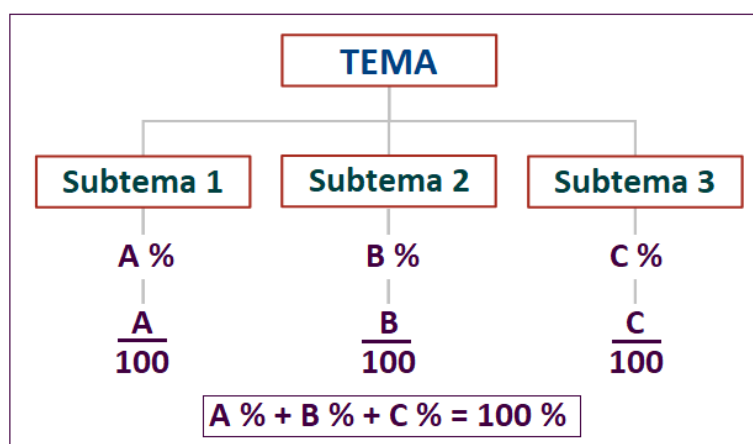 TEMA
Subtema 1 Subtema 2 Subtema 3
A % B % C %
A B C
100 100 100
A % + B % + C % = 100 %